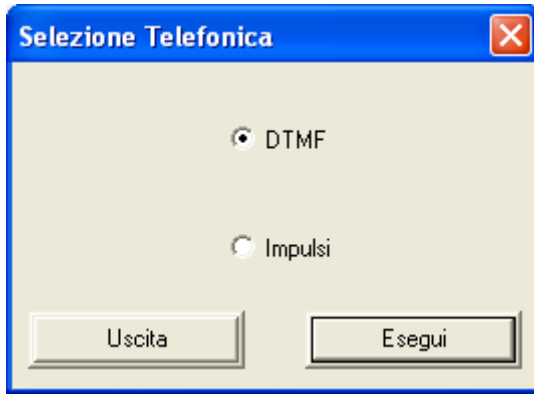 Selezione Telefonica
DTMF
Impulsi
Uscita
Esegui